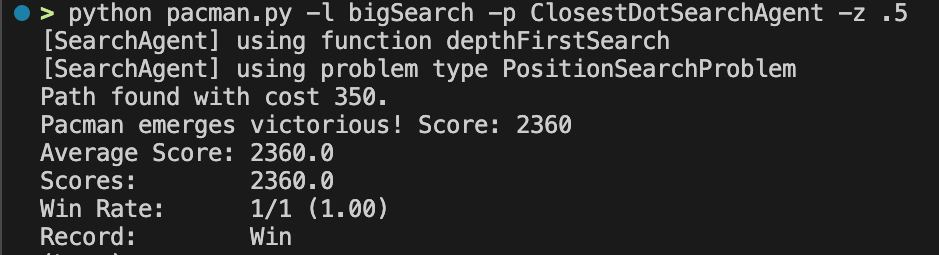 > python pacman.py -l bigSearch -p ClosestDotSearchAgent -z .5
[SearchAgent] using function depthFirstSearch
[SearchAgent] using problem type PositionSearchProblem
Path found with cost 350.
Pacman emerges victorious! Score: 2360
Average Score: 2360.0
Scores:        2360.0
Win Rate:      1/1 (1.00)
Record:        Win